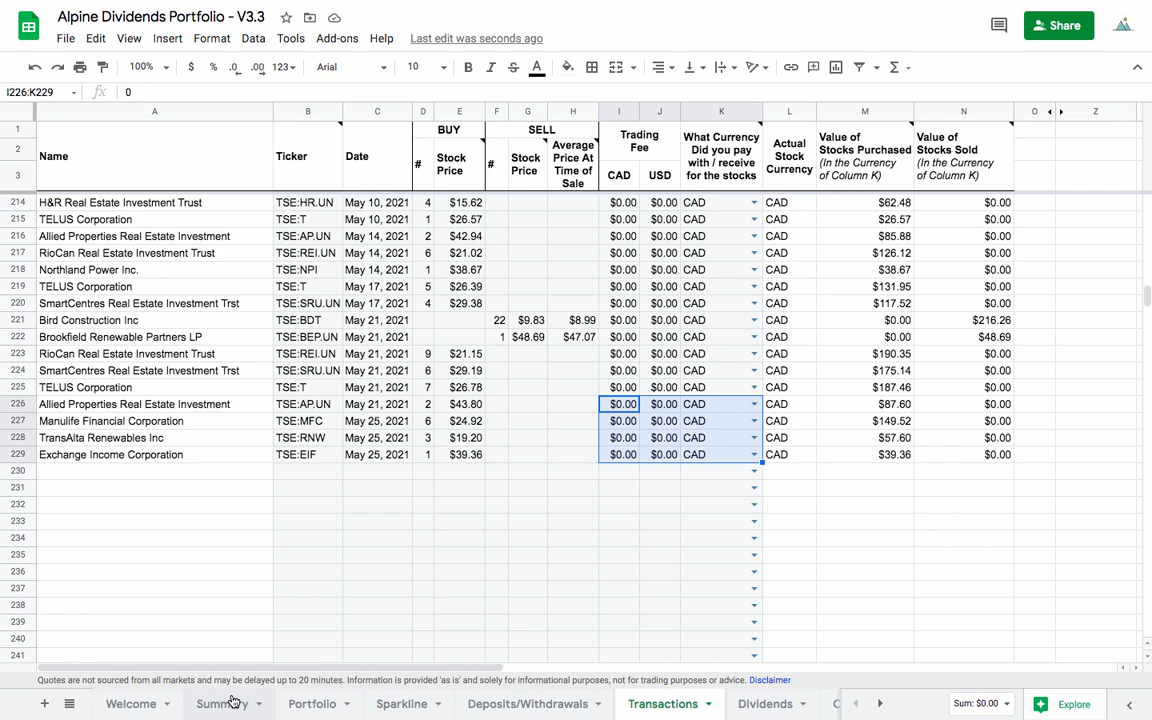 Alpine Dividends Portfolio - V3.3
Share
File Edit View Insert Format Data Tools Add-ons Help Last edit was seconds ago
100% $ % .0 .00 123 Arial 10 B I S A
I226:K229 fx 0
A B C D E F G H I J K L M N O Z
1 2 3
Name Ticker Date BUY # Stock Price SELL # Stock Price Average Price At Time of Sale Trading Fee CAD USD What Currency Did you pay with / receive for the stocks Actual Stock Currency Value of Stocks Purchased (In the Currency of Column K) Value of Stocks Sold (In the Currency of Column K)
214 H&R Real Estate Investment Trust TSE:HR.UN May 10, 2021 4 $15.62 $0.00 $0.00 CAD CAD $62.48 $0.00
215 TELUS Corporation TSE:T May 10, 2021 1 $26.57 $0.00 $0.00 CAD CAD $26.57 $0.00
216 Allied Properties Real Estate Investment TSE:AP.UN May 14, 2021 2 $42.94 $0.00 $0.00 CAD CAD $85.88 $0.00
217 RioCan Real Estate Investment Trust TSE:REI.UN May 14, 2021 6 $21.02 $0.00 $0.00 CAD CAD $126.12 $0.00
218 Northland Power Inc. TSE:NPI May 14, 2021 1 $38.67 $0.00 $0.00 CAD CAD $38.67 $0.00
219 TELUS Corporation TSE:T May 17, 2021 5 $26.39 $0.00 $0.00 CAD CAD $131.95 $0.00
220 SmartCentres Real Estate Investment Trst TSE:SRU.UN May 17, 2021 4 $29.38 $0.00 $0.00 CAD CAD $117.52 $0.00
221 Bird Construction Inc TSE:BDT May 21, 2021 22 $9.83 $8.99 $0.00 $0.00 CAD CAD $0.00 $216.26
222 Brookfield Renewable Partners LP TSE:BEP.UN May 21, 2021 1 $48.69 $47.07 $0.00 $0.00 CAD CAD $0.00 $48.69
223 RioCan Real Estate Investment Trust TSE:REI.UN May 21, 2021 9 $21.15 $0.00 $0.00 CAD CAD $190.35 $0.00
224 SmartCentres Real Estate Investment Trst TSE:SRU.UN May 21, 2021 6 $29.19 $0.00 $0.00 CAD CAD $175.14 $0.00
225 TELUS Corporation TSE:T May 21, 2021 7 $26.78 $0.00 $0.00 CAD CAD $187.46 $0.00
226 Allied Properties Real Estate Investment TSE:AP.UN May 21, 2021 2 $43.80 $0.00 $0.00 CAD CAD $87.60 $0.00
227 Manulife Financial Corporation TSE:MFC May 25, 2021 6 $24.92 $0.00 $0.00 CAD CAD $149.52 $0.00
228 TransAlta Renewables Inc TSE:RNW May 25, 2021 3 $19.20 $0.00 $0.00 CAD CAD $57.60 $0.00
229 Exchange Income Corporation TSE:EIF May 25, 2021 1 $39.36 $0.00 $0.00 CAD CAD $39.36 $0.00
230
231
232
233
234
235
236
237
238
239
240
241
Quotes are not sourced from all markets and may be delayed up to 20 minutes. Information is provided 'as is' and solely for informational purposes, not for trading purposes or advice. Disclaimer
Welcome Summary Portfolio Sparkline Deposits/Withdrawals Transactions Dividends Sum: $0.00 Explore